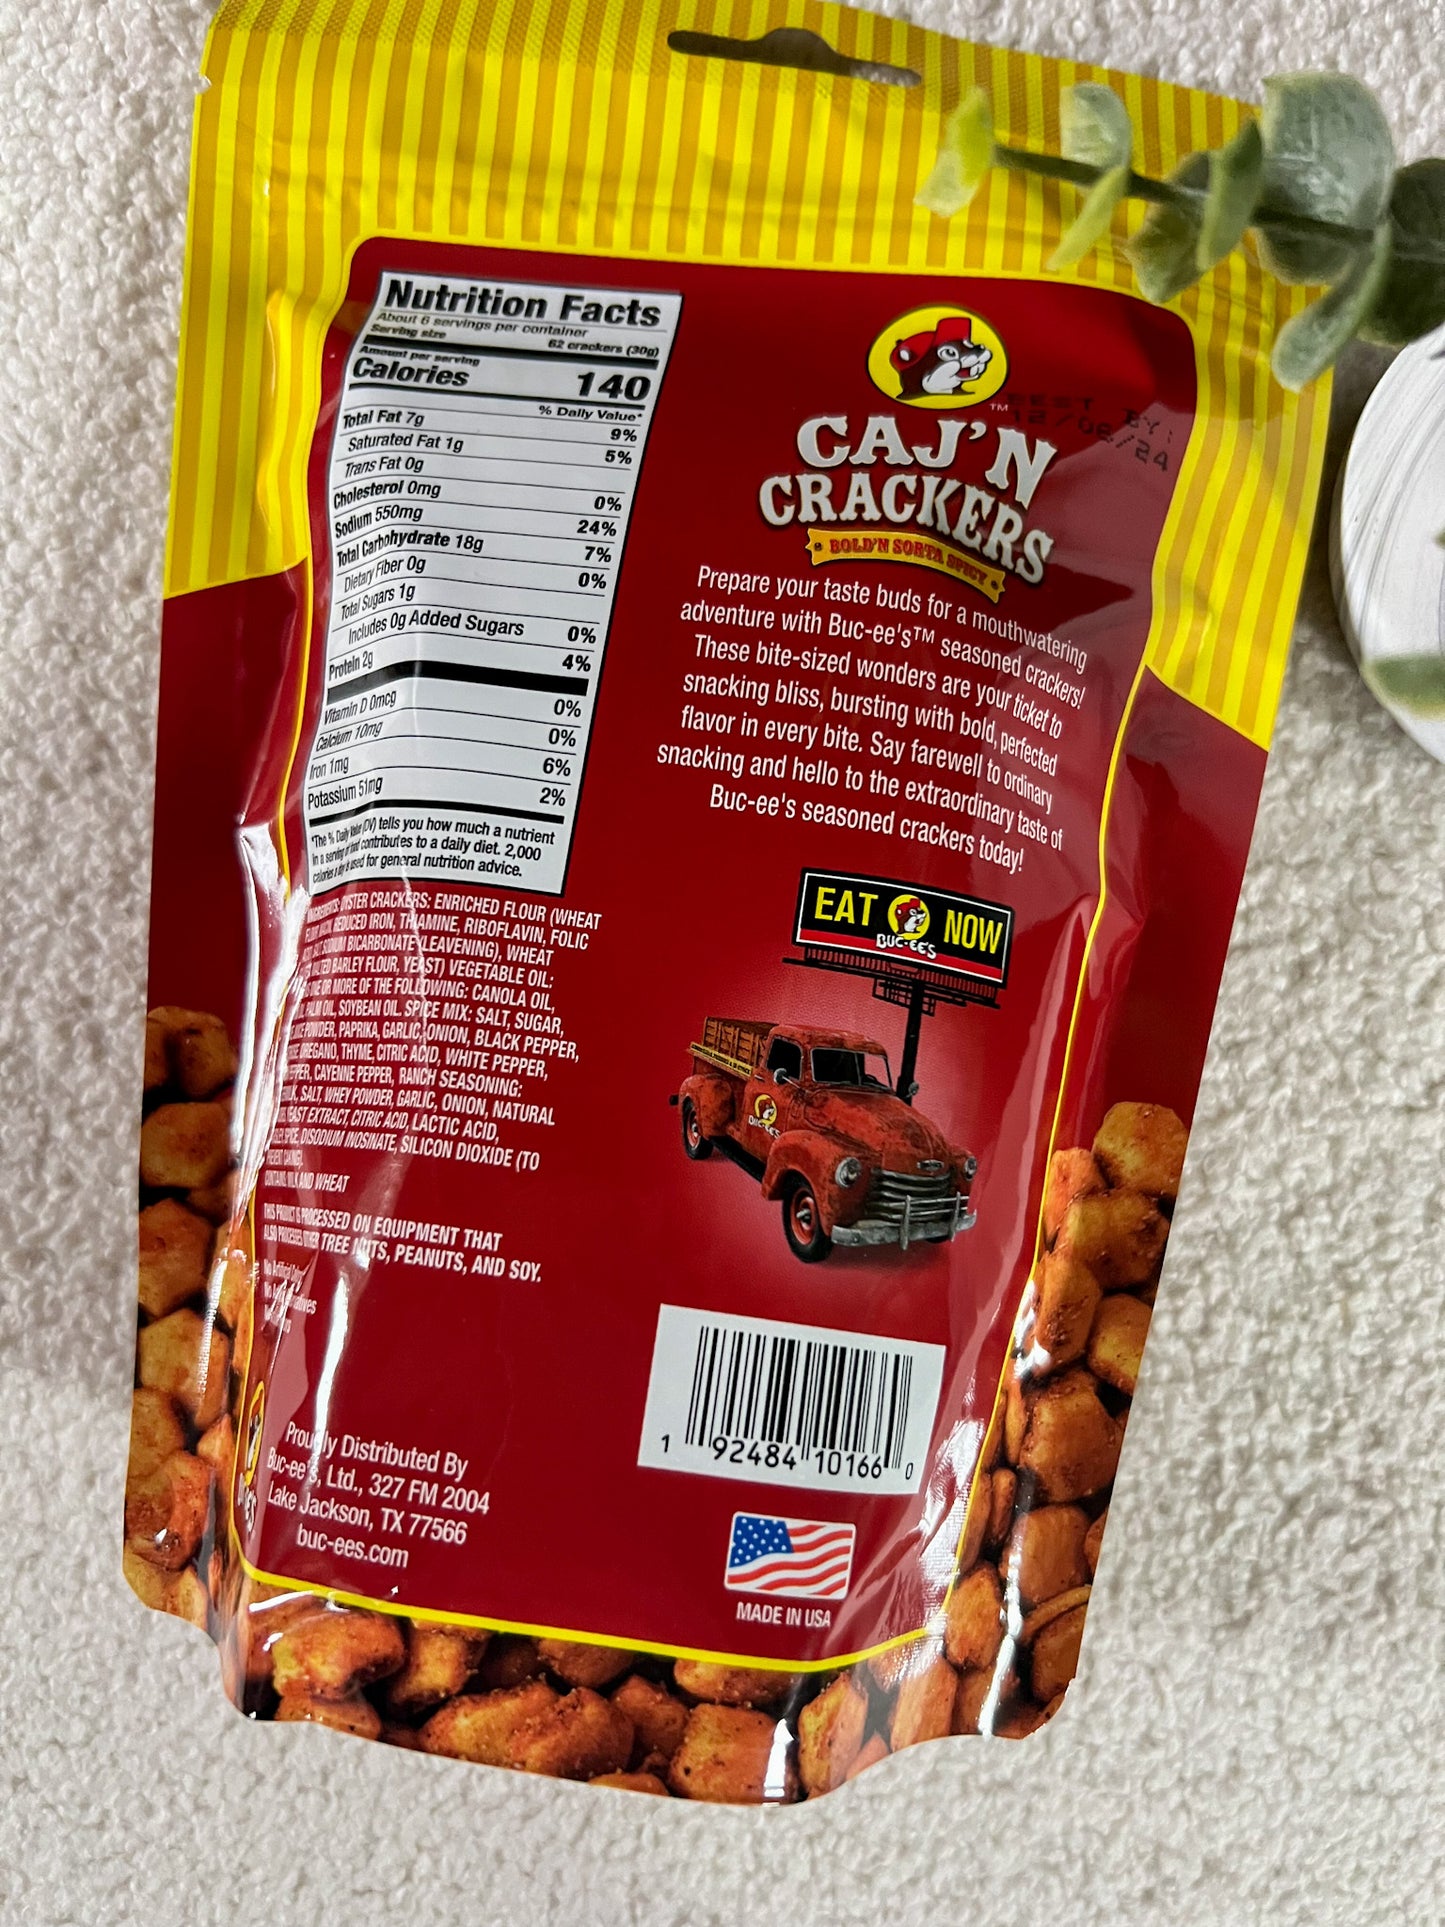 Nutrition Facts
About 6 servings per container
Serving size 62 crackers (30g)
Amount per serving
Calories 140
% Daily Value*
Total Fat 7g 9%
Saturated Fat 1g 5%
Trans Fat 0g
Cholesterol 0mg 0%
Sodium 550mg 24%
Total Carbohydrate 18g 7%
Dietary Fiber 0g 0%
Total Sugars 1g
Includes 0g Added Sugars 0%
Protein 2g 4%
Vitamin D 0mcg 0%
Calcium 10mg 0%
Iron 1mg 6%
Potassium 51mg 2%
*The % Daily Value (DV) tells you how much a nutrient
in a serving of food contributes to a daily diet. 2,000
calories a day is used for general nutrition advice.
INGREDIENTS: OYSTER CRACKERS: ENRICHED FLOUR (WHEAT
REDUCED IRON, THIAMINE, RIBOFLAVIN, FOLIC
SODIUM BICARBONATE (LEAVENING), WHEAT
MALTED BARLEY FLOUR, YEAST) VEGETABLE OIL:
ONE OR MORE OF THE FOLLOWING: CANOLA OIL,
PALM OIL, SOYBEAN OIL. SPICE MIX: SALT, SUGAR,
POWDER, PAPRIKA, GARLIC, ONION, BLACK PEPPER,
OREGANO, THYME, CITRIC ACID, WHITE PEPPER,
PEPPER, CAYENNE PEPPER, RANCH SEASONING:
SALT, WHEY POWDER, GARLIC, ONION, NATURAL
YEAST EXTRACT, CITRIC ACID, LACTIC ACID,
SPICE, DISODIUM INOSINATE, SILICON DIOXIDE (TO
PREVENT CAKING).
CONTAINS: MILK AND WHEAT
THIS PRODUCT IS PROCESSED ON EQUIPMENT THAT
ALSO PROCESSES OTHER TREE NUTS, PEANUTS, AND SOY.
No Artificial
No
Proudly Distributed By
Buc-ee's, Ltd., 327 FM 2004
Lake Jackson, TX 77566
buc-ees.com
BEST BY:
12/08/24
™
CAJ'N
CRACKERS
BOLD'N SORTA SPICY
Prepare your taste buds for a mouthwatering
adventure with Buc-ee's™ seasoned crackers!
These bite-sized wonders are your ticket to
snacking bliss, bursting with bold, perfected
flavor in every bite. Say farewell to ordinary
snacking and hello to the extraordinary taste of
Buc-ee's seasoned crackers today!
EAT BUC-EE'S NOW
BUC-EE'S
1 92484 10166 0
MADE IN USA